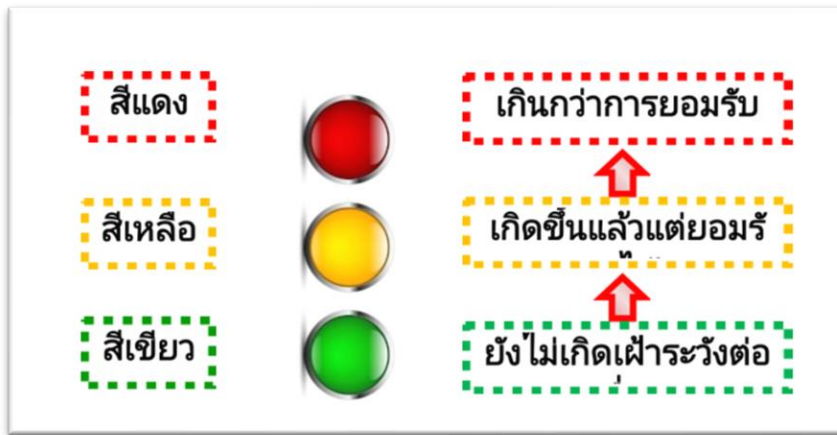 สีแดง
เกินกว่าการยอมรับ
สีเหลือ
เกิดขึ้นแล้วแต่ยอมรั
สีเขียว
ยังไม่เกิดเฝ้าระวังต่อ